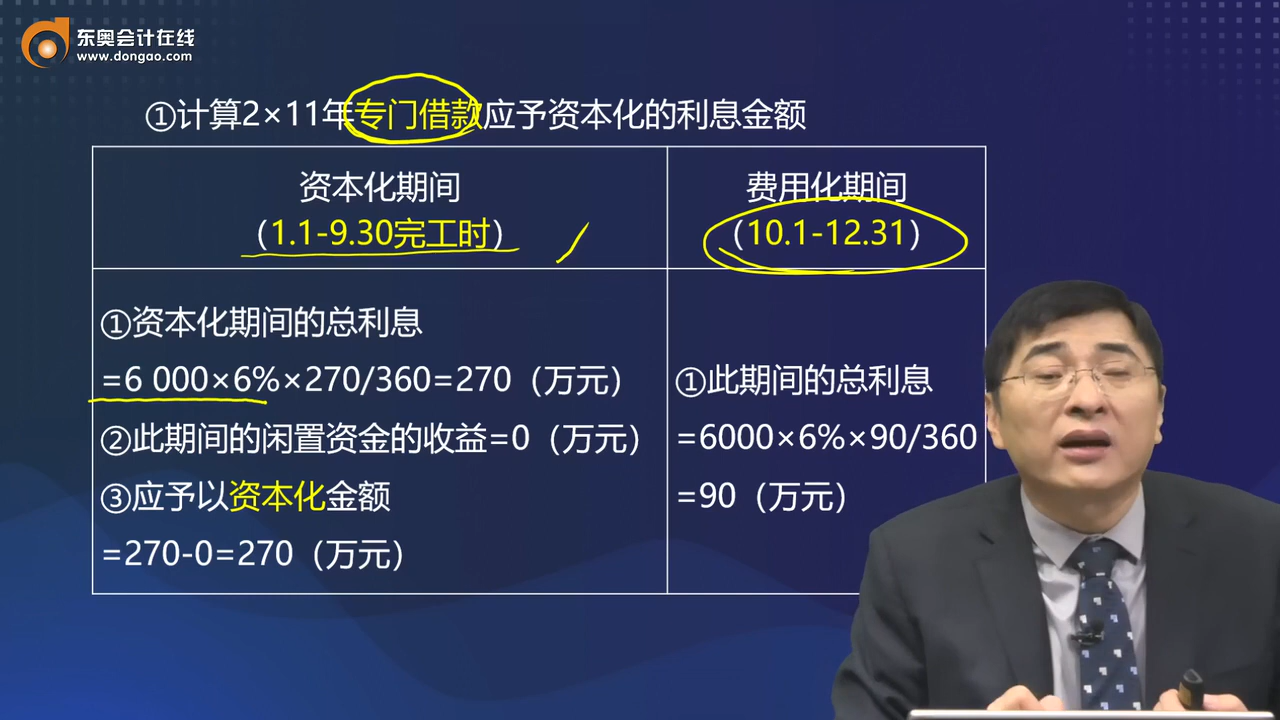 东奥会计在线
www.dongao.com
①计算2×11年专门借款应予资本化的利息金额
资本化期间
（1.1-9.30完工时）
费用化期间
（10.1-12.31）
①资本化期间的总利息
=6 000×6%×270/360=270（万元）
②此期间的闲置资金的收益=0（万元）
③应予以资本化金额
=270-0=270（万元）
①此期间的总利息
=6000×6%×90/360
=90（万元）